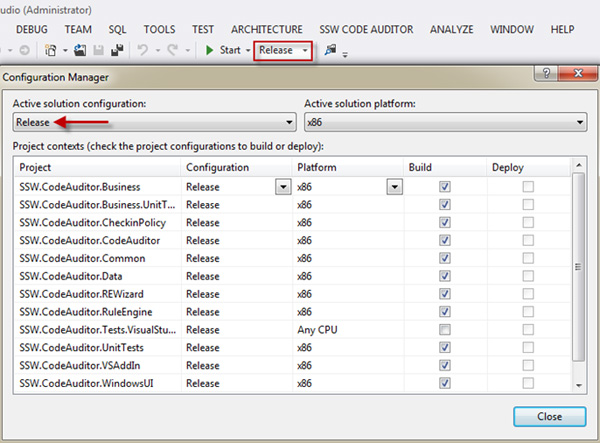 udio (Administrator)
DEBUG TEAM SQL TOOLS TEST ARCHITECTURE SSW CODE AUDITOR ANALYZE WINDOW HELP
Start Release
Configuration Manager
Active solution configuration: Active solution platform:
Release x86
Project contexts (check the project configurations to build or deploy):
Project Configuration Platform Build Deploy
SSW.CodeAuditor.Business Release x86
SSW.CodeAuditor.Business.UnitT... Release x86
SSW.CodeAuditor.CheckinPolicy Release x86
SSW.CodeAuditor.CodeAuditor Release x86
SSW.CodeAuditor.Common Release x86
SSW.CodeAuditor.Data Release x86
SSW.CodeAuditor.REWizard Release x86
SSW.CodeAuditor.RuleEngine Release x86
SSW.CodeAuditor.Tests.VisualStu... Release Any CPU
SSW.CodeAuditor.UnitTests Release x86
SSW.CodeAuditor.VSAddIn Release x86
SSW.CodeAuditor.WindowsUI Release x86
Close